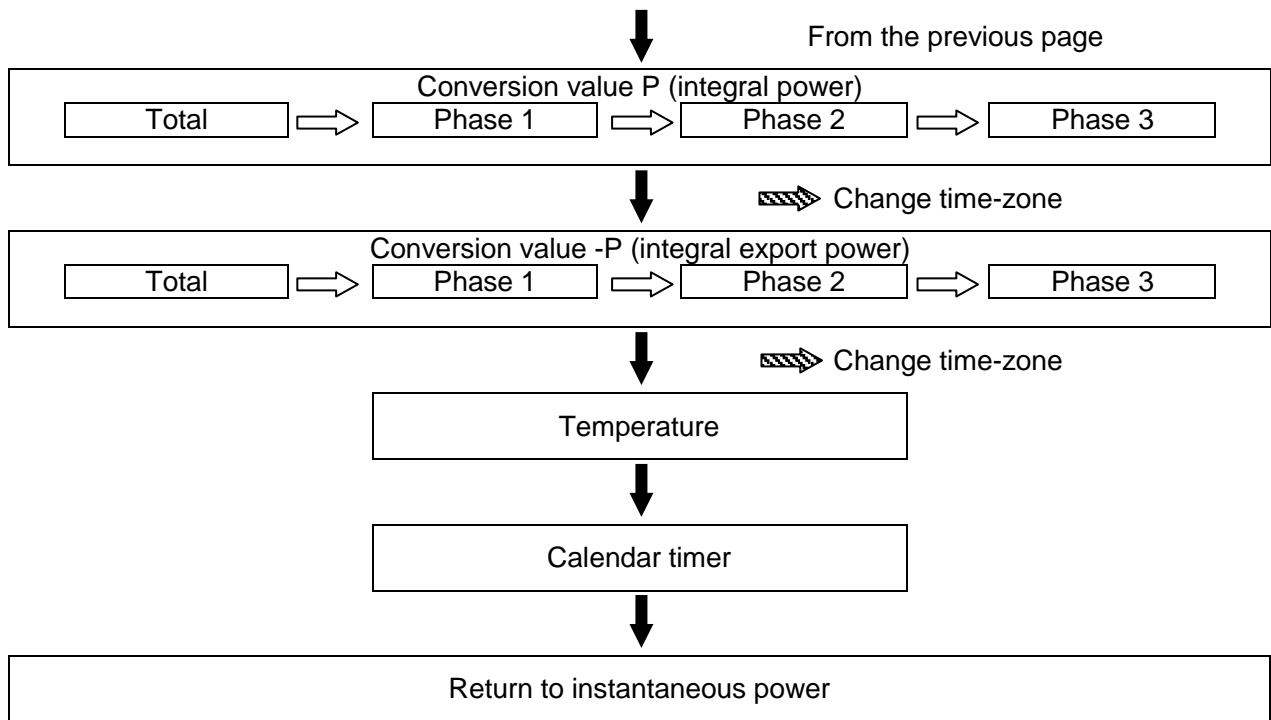 From the previous page
Conversion value P (integral power)
Total Phase 1 Phase 2 Phase 3
Change time-zone
Conversion value -P (integral export power)
Total Phase 1 Phase 2 Phase 3
Change time-zone
Temperature
Calendar timer
Return to instantaneous power